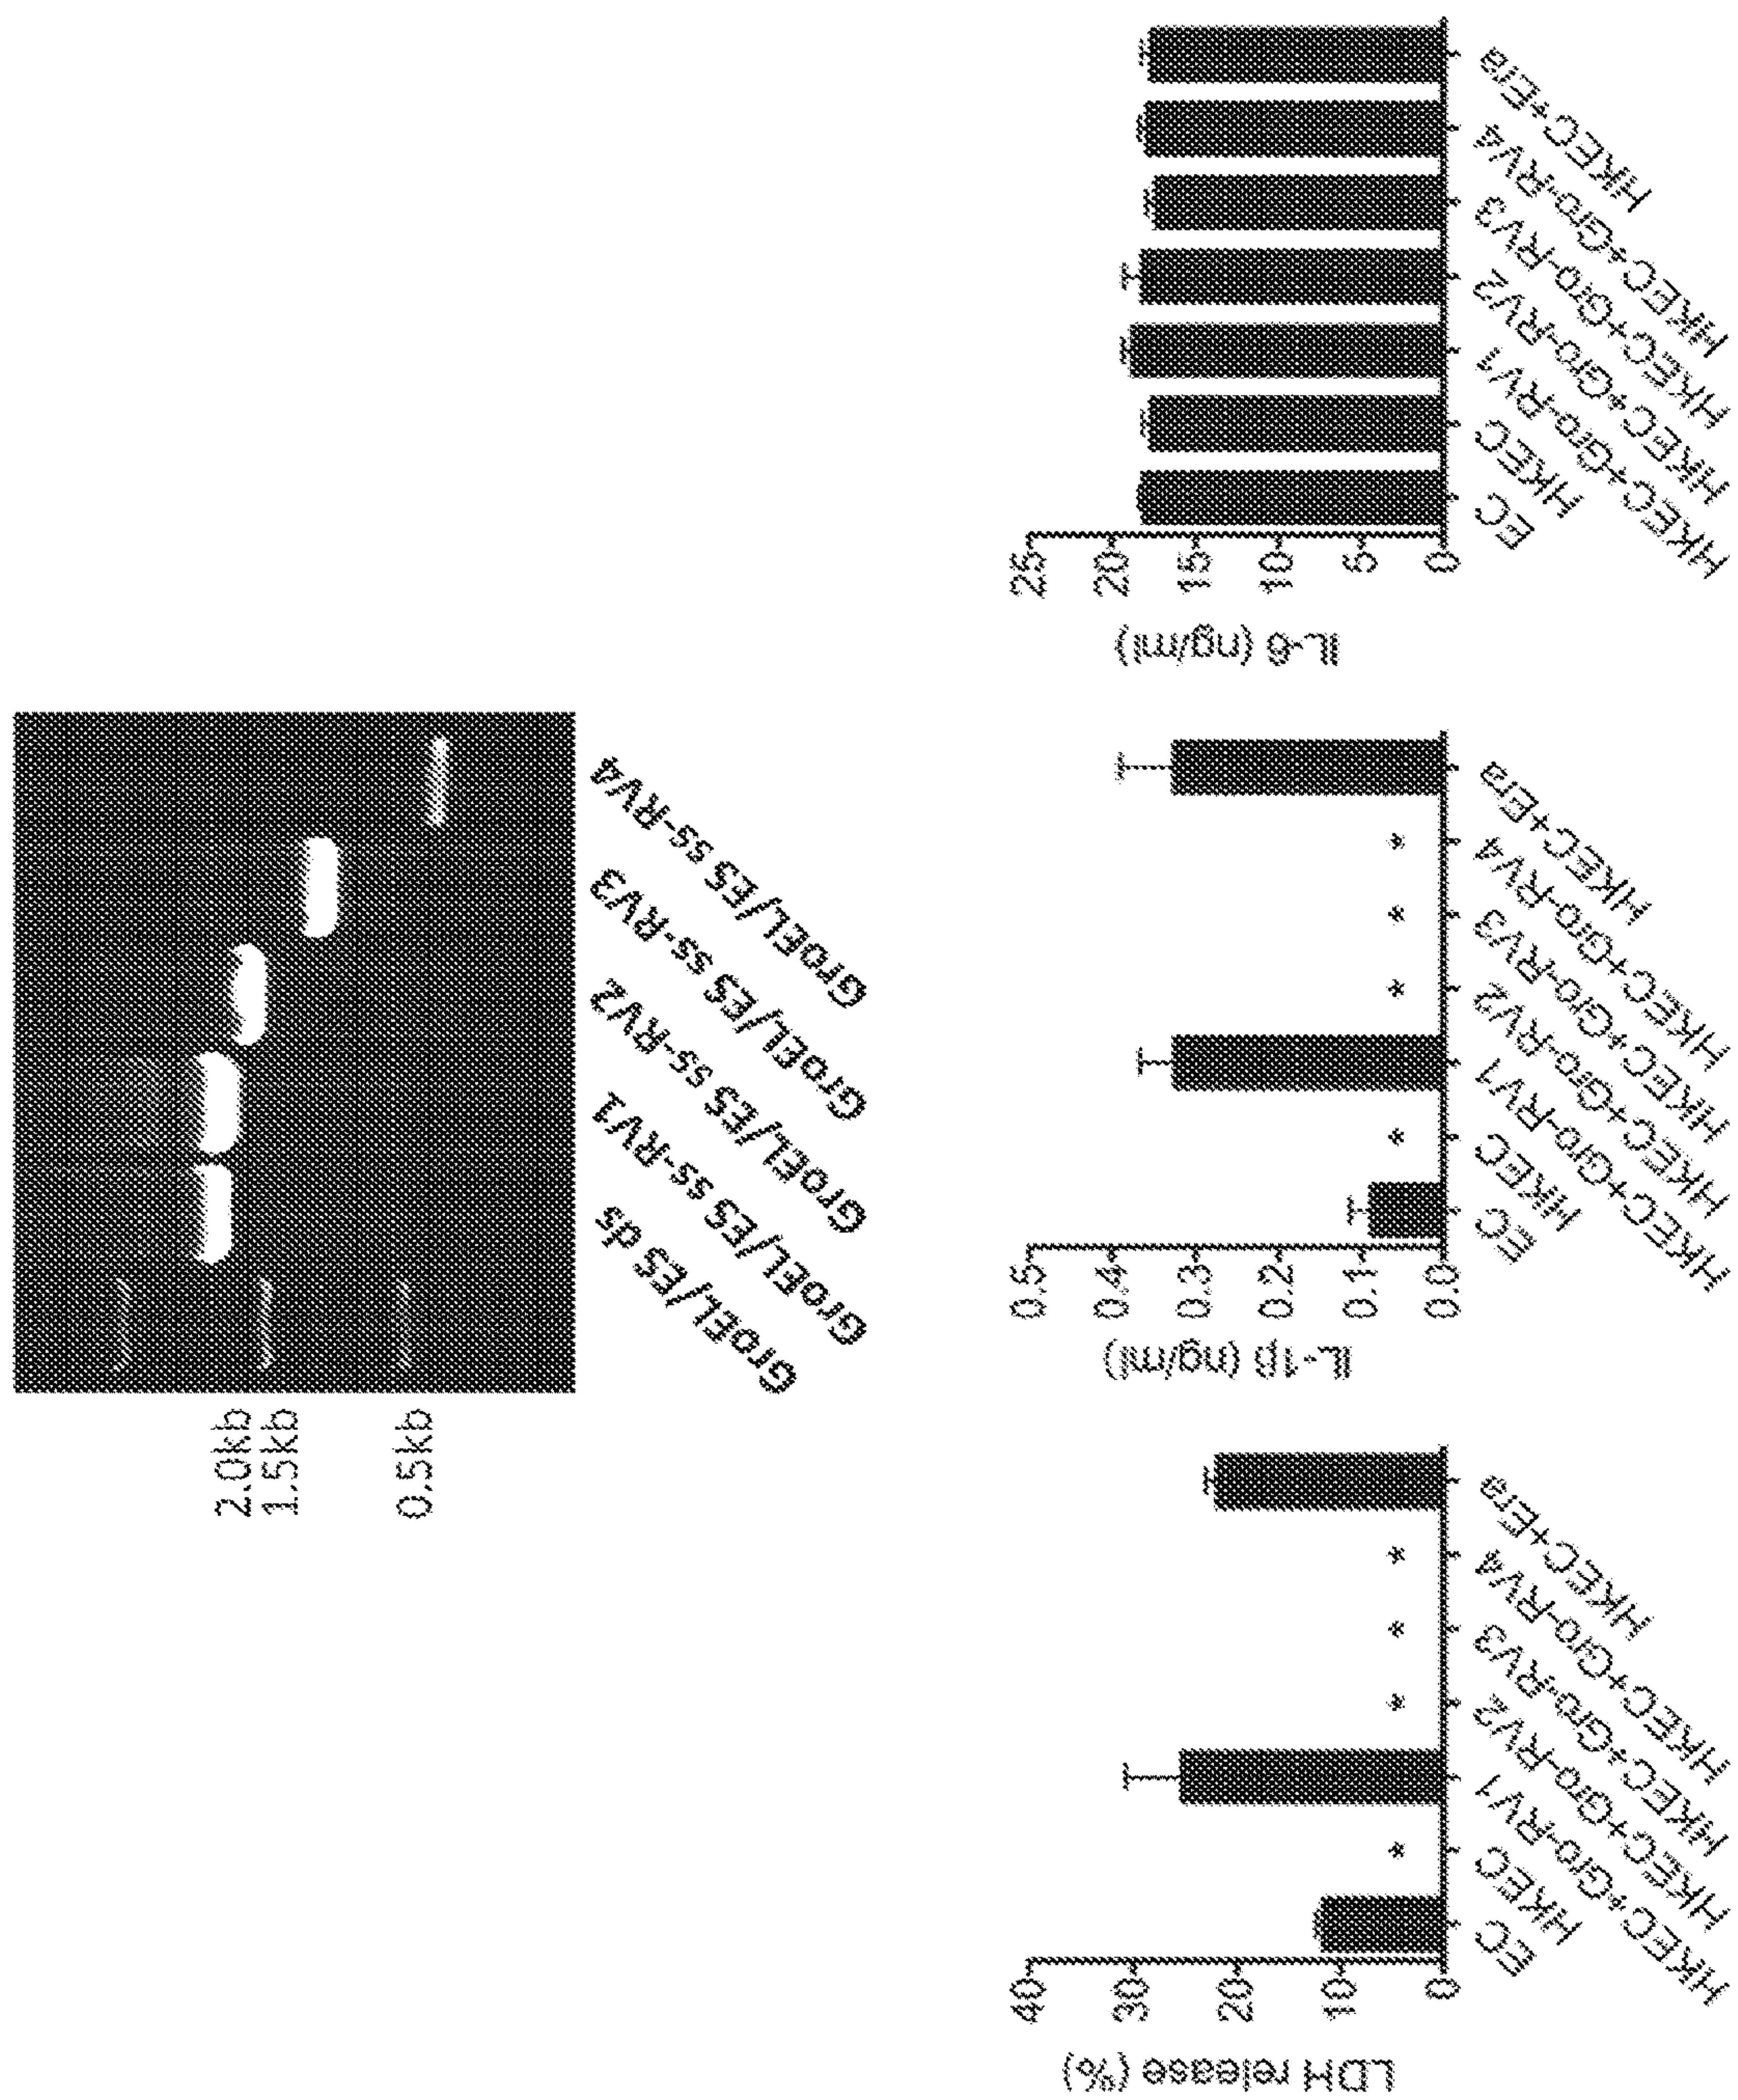 2.0kb
1.5kb
0.5kb
GroEL/ES ds
GroEL/ES ss-RV1
GroEL/ES ss-RV2
GroEL/ES ss-RV3
GroEL/ES ss-RV4
LDH release (%)
40
30
20
10
0
EC
HKEC
HKEC+Gro-RV1
HKEC+Gro-RV2
HKEC+Gro-RV3
HKEC+Gro-RV4
HKEC+Era
* * * *
IL-1β (ng/ml)
0.5
0.4
0.3
0.2
0.1
0.0
EC
HKEC
HKEC+Gro-RV1
HKEC+Gro-RV2
HKEC+Gro-RV3
HKEC+Gro-RV4
HKEC+Era
* * * *
IL-6 (ng/ml)
25
20
15
10
5
0
EC
HKEC
HKEC+Gro-RV1
HKEC+Gro-RV2
HKEC+Gro-RV3
HKEC+Gro-RV4
HKEC+Era